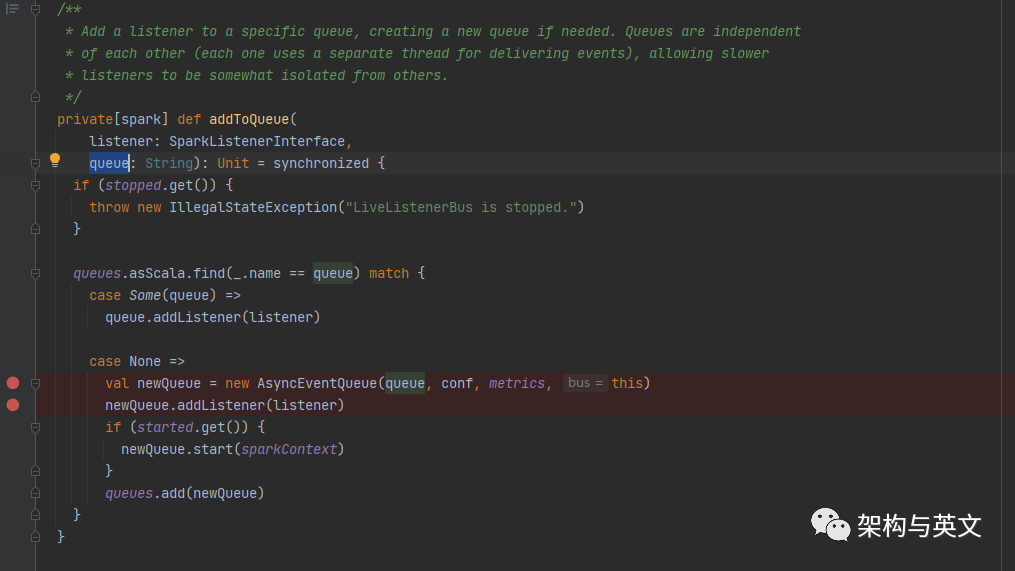 /**
* Add a listener to a specific queue, creating a new queue if needed. Queues are independent
* of each other (each one uses a separate thread for delivering events), allowing slower
* listeners to be somewhat isolated from others.
*/
private[spark] def addToQueue(
listener: SparkListenerInterface,
queue: String): Unit = synchronized {
if (stopped.get()) {
throw new IllegalStateException("LiveListenerBus is stopped.")
}
queues.asScala.find(_.name == queue) match {
case Some(queue) =>
queue.addListener(listener)
case None =>
val newQueue = new AsyncEventQueue(queue, conf, metrics, bus = this)
newQueue.addListener(listener)
if (started.get()) {
newQueue.start(sparkContext)
}
queues.add(newQueue)
}
}
架构与英文